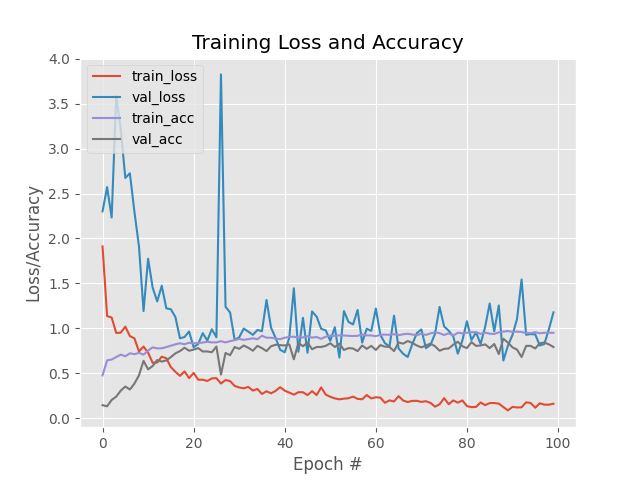 Training Loss and Accuracy
train_loss
val_loss
train_acc
val_acc
4.0
3.5
3.0
2.5
2.0
1.5
1.0
0.5
0.0
Loss/Accuracy
0 20 40 60 80 100
Epoch #